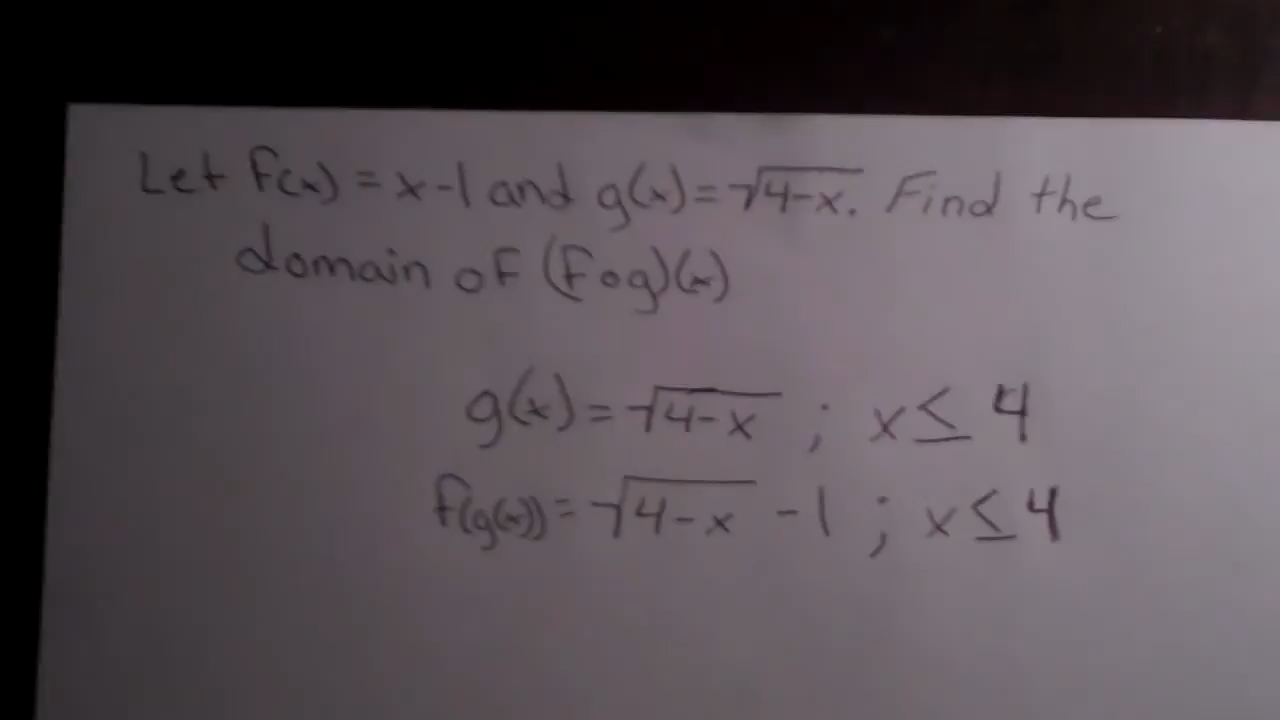 Let f(x) = x-1 and g(x) = √4-x. Find the
domain of (f∘g)(x)
g(x) = √4-x ; x ≤ 4
f(g(x)) = √4-x - 1 ; x ≤ 4